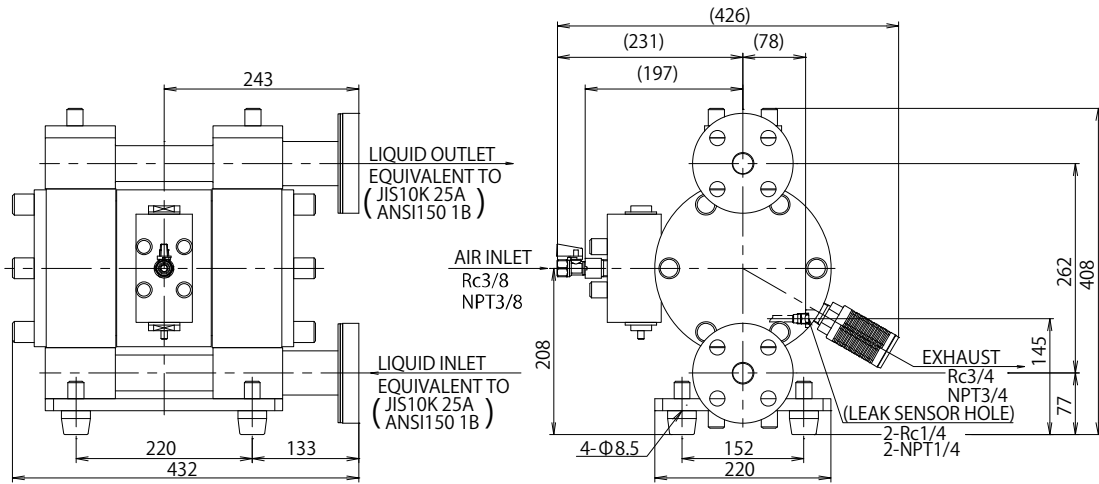 243
LIQUID OUTLET
EQUIVALENT TO
( JIS10K 25A
ANSI150 1B )
LIQUID INLET
EQUIVALENT TO
( JIS10K 25A
ANSI150 1B )
220
133
432
(426)
(231)
(78)
(197)
AIR INLET
Rc3/8
NPT3/8
208
262
408
145
77
EXHAUST
Rc3/4
NPT3/4
(LEAK SENSOR HOLE)
2-Rc1/4
2-NPT1/4
4-Φ8.5
152
220